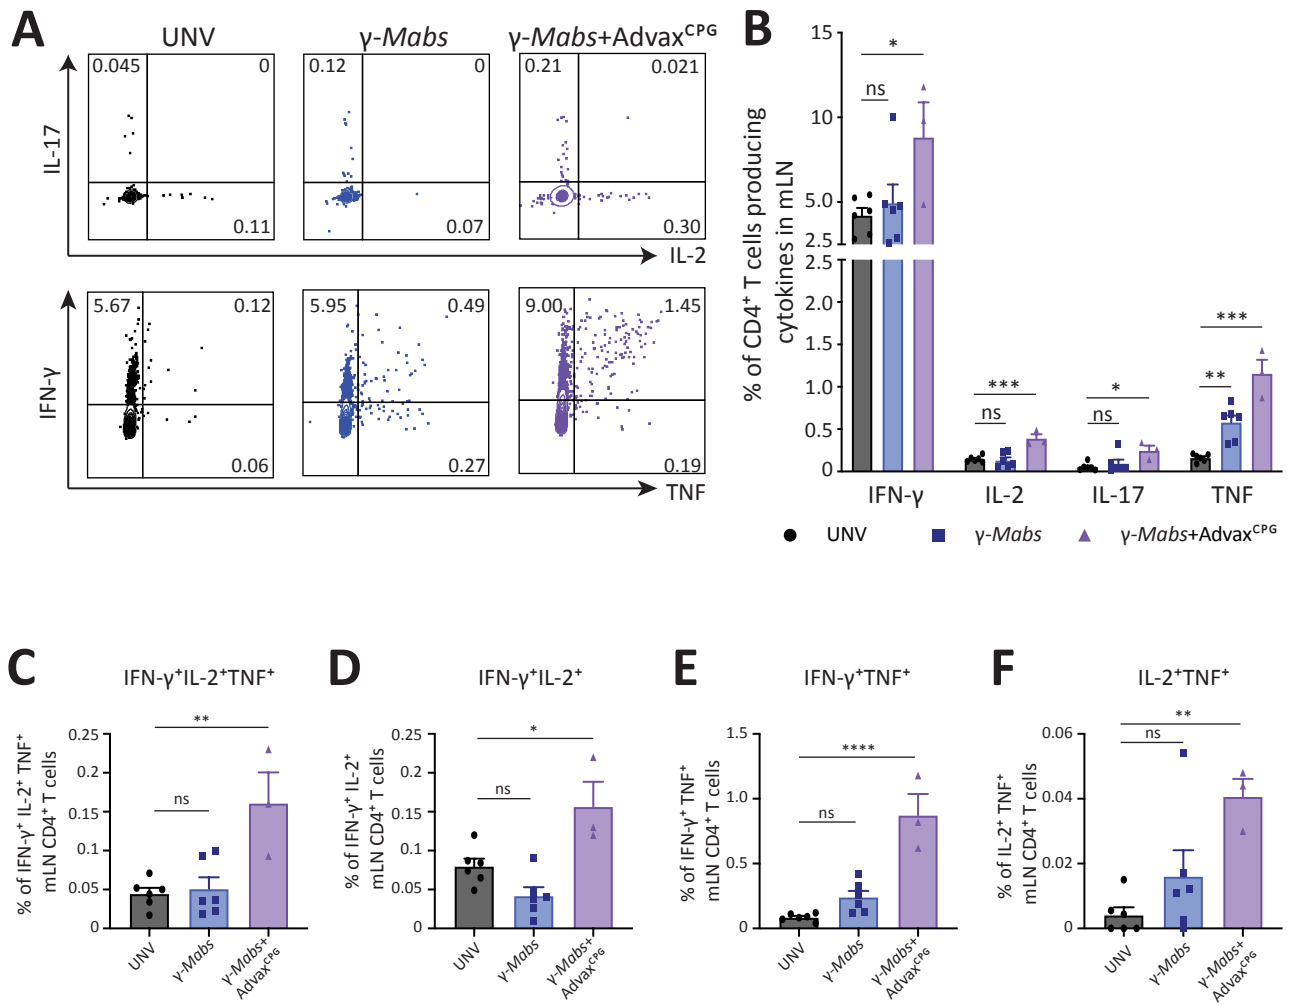 A
UNV
γ-Mabs
γ-Mabs+Advax^CPG
0.045
0
0.12
0
0.21
0.021
IL-17
0.11
0.07
0.30
IL-2
5.67
0.12
5.95
0.49
9.00
1.45
IFN-γ
0.06
0.27
0.19
TNF
B
% of CD4⁺ T cells producing
cytokines in mLN
15
10
5.0
2.5
2.5
2.0
1.5
1.0
0.5
0
*
ns
***
ns
*
ns
***
**
IFN-γ
IL-2
IL-17
TNF
UNV
γ-Mabs
γ-Mabs+Advax^CPG
C
IFN-γ⁺IL-2⁺TNF⁺
% of IFN-γ⁺ IL-2⁺ TNF⁺
mLN CD4⁺ T cells
0.25
0.2
0.15
0.1
0.05
0
**
ns
UNV
γ-Mabs
γ-Mabs+
Advax^CPG
D
IFN-γ⁺IL-2⁺
% of IFN-γ⁺ IL-2⁺
mLN CD4⁺ T cells
0.25
0.2
0.15
0.1
0.05
0
*
ns
UNV
γ-Mabs
γ-Mabs+
Advax^CPG
E
IFN-γ⁺TNF⁺
% of IFN-γ⁺ TNF⁺
mLN CD4⁺ T cells
1.5
1.0
0.5
0
****
ns
UNV
γ-Mabs
γ-Mabs+
Advax^CPG
F
IL-2⁺TNF⁺
% of IL-2⁺ TNF⁺
mLN CD4⁺ T cells
0.06
0.04
0.02
0
**
ns
UNV
γ-Mabs
γ-Mabs+
Advax^CPG